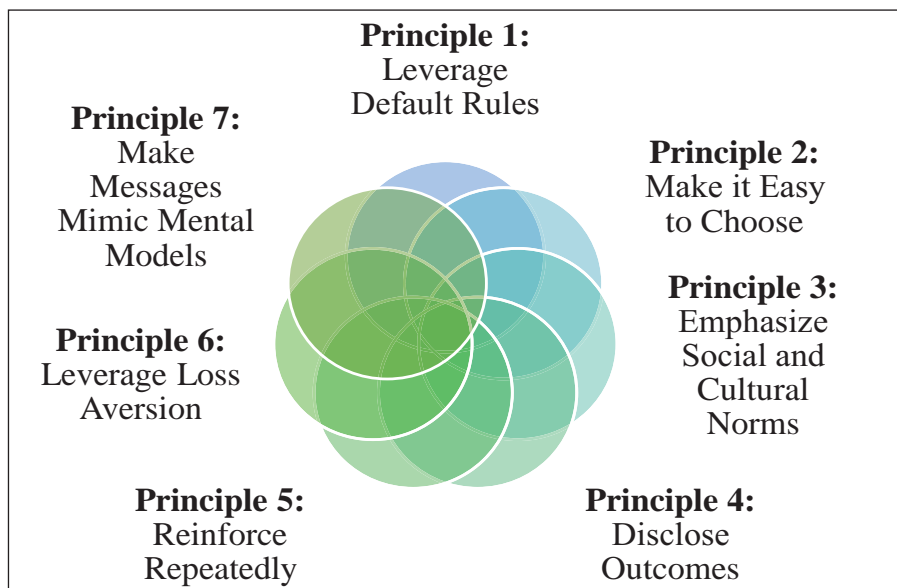 Principle 1:
Leverage
Default Rules
Principle 2:
Make it Easy
to Choose
Principle 3:
Emphasize
Social and
Cultural
Norms
Principle 4:
Disclose
Outcomes
Principle 5:
Reinforce
Repeatedly
Principle 6:
Leverage Loss
Aversion
Principle 7:
Make
Messages
Mimic Mental
Models